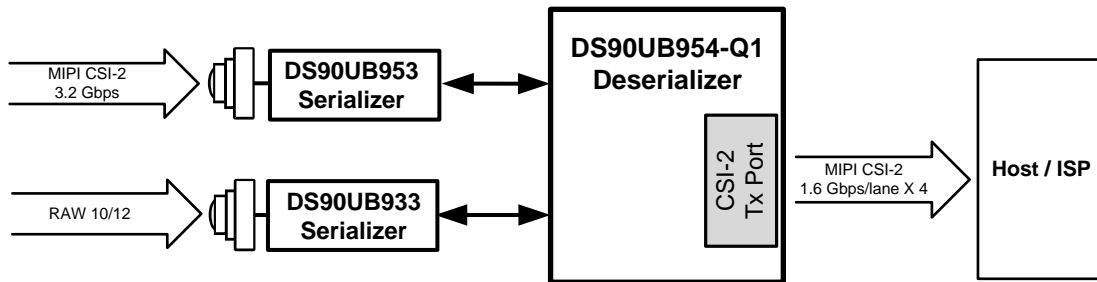 MIPI CSI-2
3.2 Gbps
DS90UB953
Serializer
RAW 10/12
DS90UB933
Serializer
DS90UB954-Q1
Deserializer
CSI-2
Tx Port
MIPI CSI-2
1.6 Gbps/lane X 4
Host / ISP